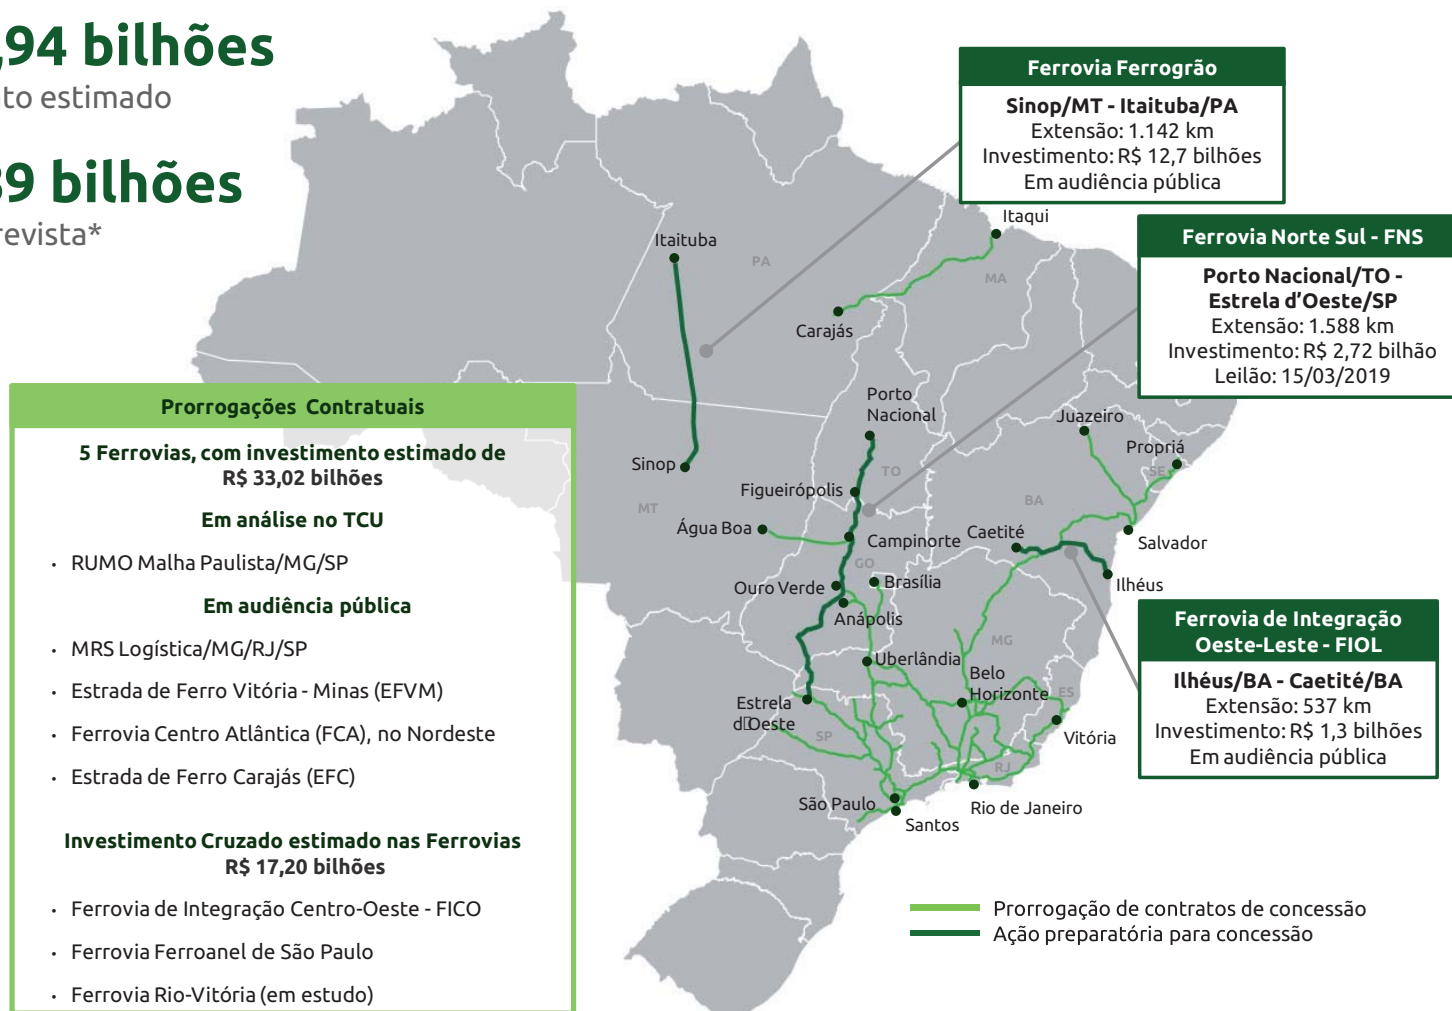 ,94 bilhões
to estimado
39 bilhões
revista*
Ferrovia Ferrogrão
Sinop/MT - Itaituba/PA
Extensão: 1.142 km
Investimento: R$ 12,7 bilhões
Em audiência pública
Ferrovia Norte Sul - FNS
Porto Nacional/TO -
Estrela d’Oeste/SP
Extensão: 1.588 km
Investimento: R$ 2,72 bilhão
Leilão: 15/03/2019
Itaqui
Itaituba
PA
MA
Carajás
Porto
Nacional
Juazeiro
Propriá
SE
Sinop
TO
Figueirópolis
BA
MT
Água Boa
Campinorte
Caetité
Salvador
GO
Ouro Verde
Brasília
Ilhéus
Anápolis
MG
Uberlândia
Belo
Horizonte
ES
Estrela
d▯Oeste
SP
Vitória
RJ
São Paulo
Rio de Janeiro
Santos
Ferrovia de Integração
Oeste-Leste - FIOL
Ilhéus/BA - Caetité/BA
Extensão: 537 km
Investimento: R$ 1,3 bilhões
Em audiência pública
Prorrogações Contratuais
5 Ferrovias, com investimento estimado de
R$ 33,02 bilhões
Em análise no TCU
• RUMO Malha Paulista/MG/SP
Em audiência pública
• MRS Logística/MG/RJ/SP
• Estrada de Ferro Vitória - Minas (EFVM)
• Ferrovia Centro Atlântica (FCA), no Nordeste
• Estrada de Ferro Carajás (EFC)
Investimento Cruzado estimado nas Ferrovias
R$ 17,20 bilhões
• Ferrovia de Integração Centro-Oeste - FICO
• Ferrovia Ferroanel de São Paulo
• Ferrovia Rio-Vitória (em estudo)
Prorrogação de contratos de concessão
Ação preparatória para concessão